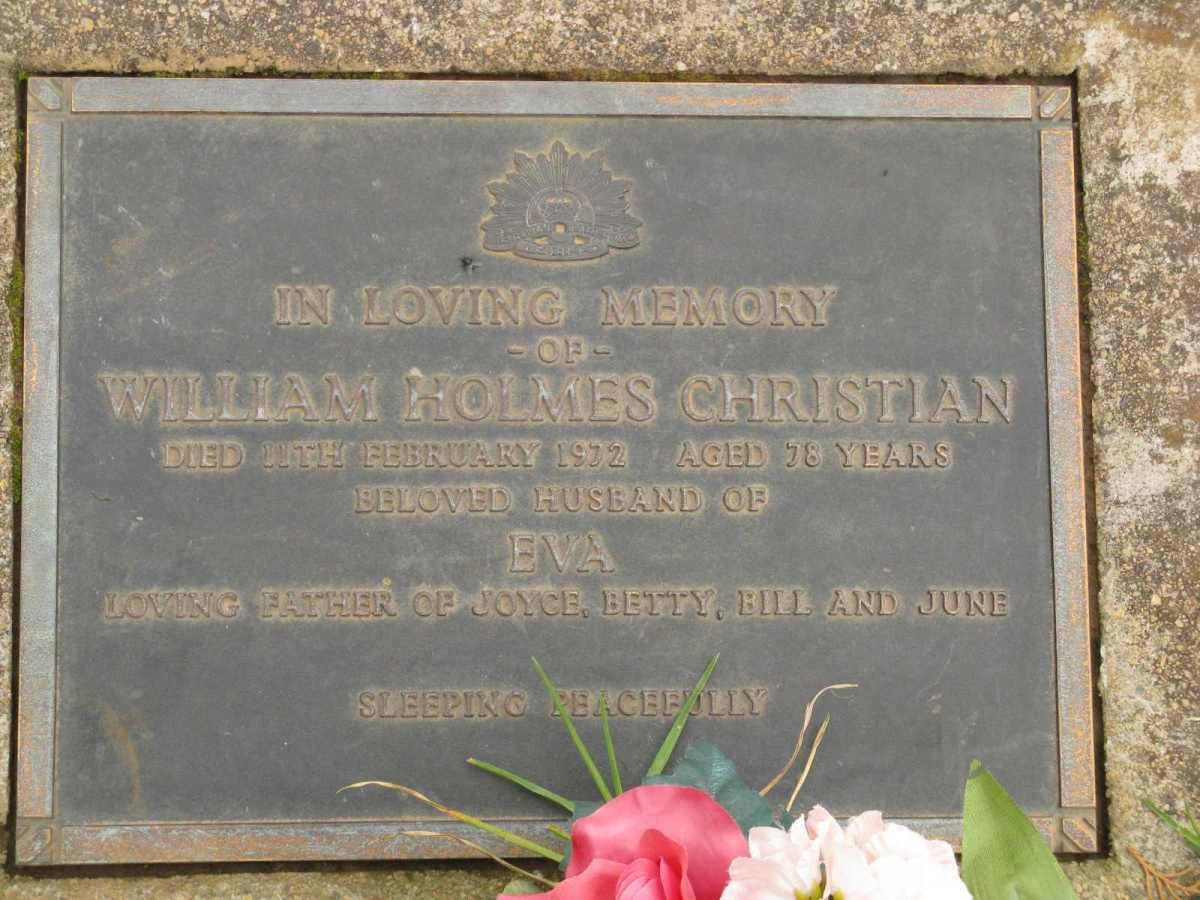 IN LOVING MEMORY
- OF -
WILLIAM HOLMES CHRISTIAN
DIED 11TH FEBRUARY 1972 AGED 78 YEARS
BELOVED HUSBAND OF
EVA
LOVING FATHER OF JOYCE, BETTY, BILL AND JUNE
SLEEPING PEACEFULLY